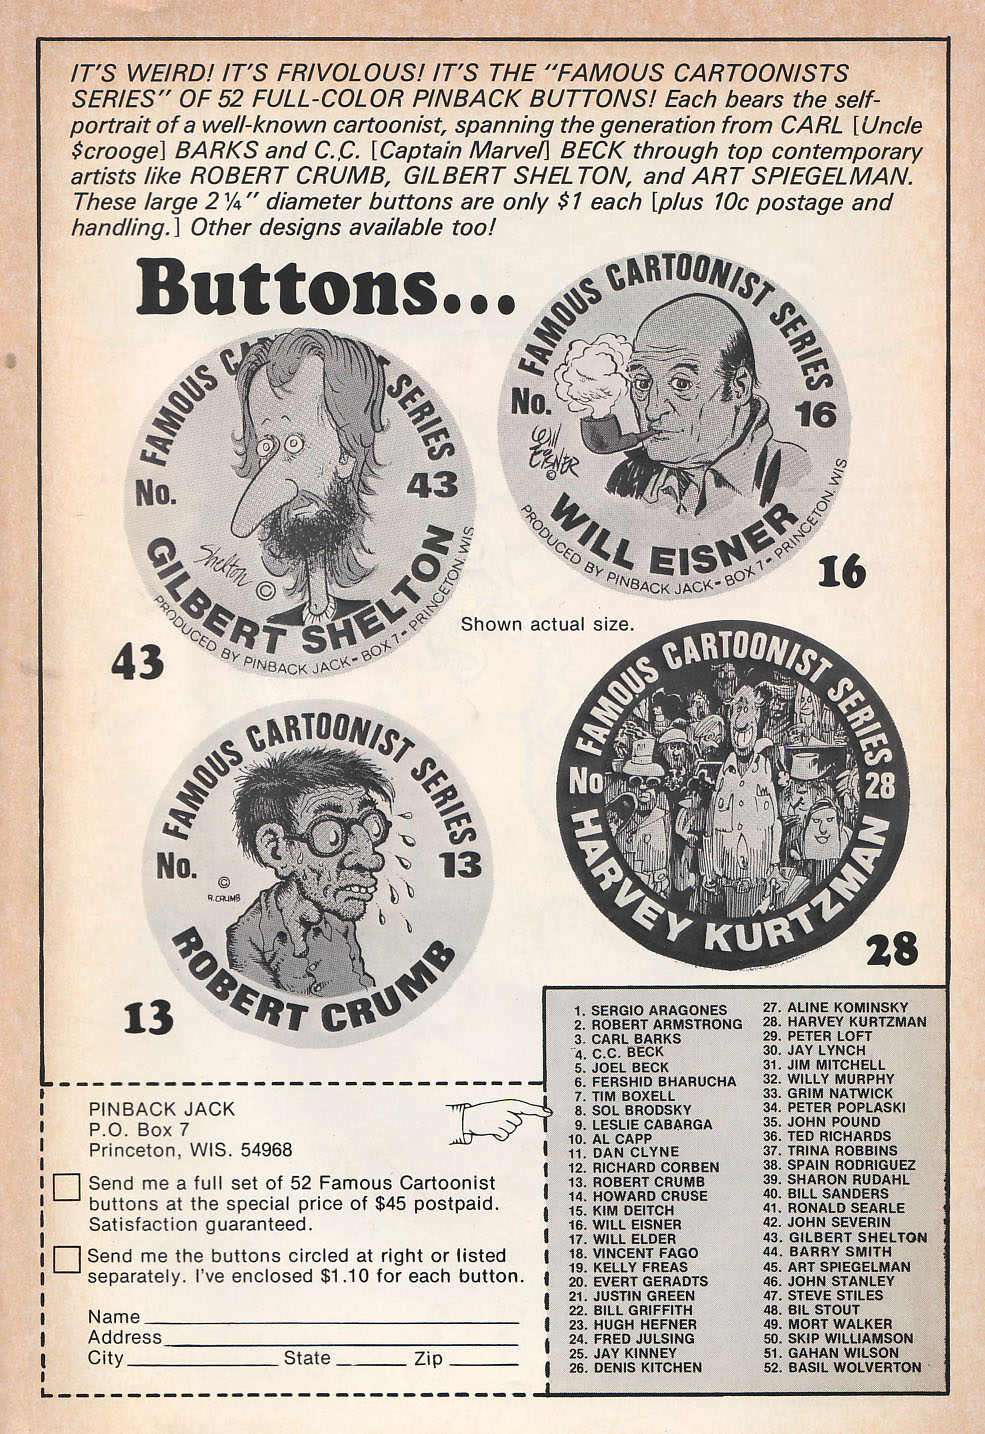 IT'S WEIRD! IT'S FRIVOLOUS! IT'S THE "FAMOUS CARTOONISTS
SERIES" OF 52 FULL-COLOR PINBACK BUTTONS! Each bears the self-
portrait of a well-known cartoonist, spanning the generation from CARL [Uncle
$crooge] BARKS and C.C. [Captain Marvel] BECK through top contemporary
artists like ROBERT CRUMB, GILBERT SHELTON, and ART SPIEGELMAN.
These large 2 ¼" diameter buttons are only $1 each [plus 10c postage and
handling.] Other designs available too!
Buttons...
FAMOUS CARTOONIST SERIES
No. 16
Will Eisner ©
WILL EISNER
PRODUCED BY PINBACK JACK - BOX 7 - PRINCETON, WIS
16
FAMOUS SERIES
No. 43
Shelton ©
GILBERT SHELTON
PRODUCED BY PINBACK JACK - BOX 7 - PRINCETON, WIS
43
Shown actual size.
FAMOUS CARTOONIST SERIES
No 28
HARVEY KURTZMAN
28
FAMOUS CARTOONIST SERIES
No. 13
©
R. CRUMB
ROBERT CRUMB
13
PINBACK JACK
P.O. Box 7
Princeton, WIS. 54968
Send me a full set of 52 Famous Cartoonist
buttons at the special price of $45 postpaid.
Satisfaction guaranteed.
Send me the buttons circled at right or listed
separately. I've enclosed $1.10 for each button.
Name
Address
City State Zip
1. SERGIO ARAGONES
2. ROBERT ARMSTRONG
3. CARL BARKS
4. C.C. BECK
5. JOEL BECK
6. FERSHID BHARUCHA
7. TIM BOXELL
8. SOL BRODSKY
9. LESLIE CABARGA
10. AL CAPP
11. DAN CLYNE
12. RICHARD CORBEN
13. ROBERT CRUMB
14. HOWARD CRUSE
15. KIM DEITCH
16. WILL EISNER
17. WILL ELDER
18. VINCENT FAGO
19. KELLY FREAS
20. EVERT GERADTS
21. JUSTIN GREEN
22. BILL GRIFFITH
23. HUGH HEFNER
24. FRED JULSING
25. JAY KINNEY
26. DENIS KITCHEN
27. ALINE KOMINSKY
28. HARVEY KURTZMAN
29. PETER LOFT
30. JAY LYNCH
31. JIM MITCHELL
32. WILLY MURPHY
33. GRIM NATWICK
34. PETER POPLASKI
35. JOHN POUND
36. TED RICHARDS
37. TRINA ROBBINS
38. SPAIN RODRIGUEZ
39. SHARON RUDAHL
40. BILL SANDERS
41. RONALD SEARLE
42. JOHN SEVERIN
43. GILBERT SHELTON
44. BARRY SMITH
45. ART SPIEGELMAN
46. JOHN STANLEY
47. STEVE STILES
48. BIL STOUT
49. MORT WALKER
50. SKIP WILLIAMSON
51. GAHAN WILSON
52. BASIL WOLVERTON